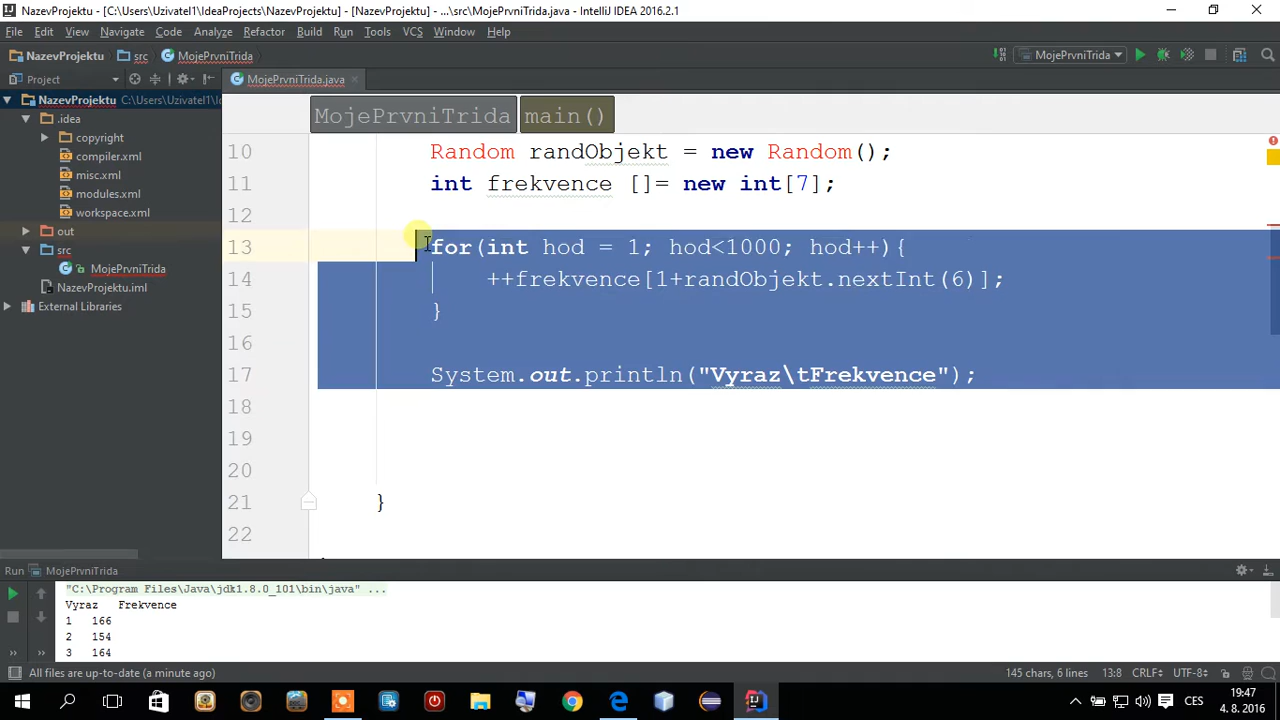 NazevProjektu - [C:\Users\Uzivatel1\IdeaProjects\NazevProjektu] - [NazevProjektu] - ...\src\MojePrvniTrida.java - IntelliJ IDEA 2016.2.1
File Edit View Navigate Code Analyze Refactor Build Run Tools VCS Window Help
NazevProjektu src MojePrvniTrida MojePrvniTrida
Project MojePrvniTrida.java
NazevProjektu C:\Users\Uzivatel1\Id
.idea
copyright
compiler.xml
misc.xml
modules.xml
workspace.xml
out
src
MojePrvniTrida
NazevProjektu.iml
External Libraries
MojePrvniTrida main()
10 Random randObjekt = new Random();
11 int frekvence []= new int[7];
12
13 for(int hod = 1; hod<1000; hod++){
14 ++frekvence[1+randObjekt.nextInt(6)];
15 }
16
17 System.out.println("Vyraz\tFrekvence");
18
19
20
21 }
22
Run MojePrvniTrida
"C:\Program Files\Java\jdk1.8.0_101\bin\java" ...
Vyraz Frekvence
1 166
2 154
3 164
All files are up-to-date (a minute ago) 145 chars, 6 lines 13:8 CRLF UTF-8
CES
19:47
4. 8. 2016